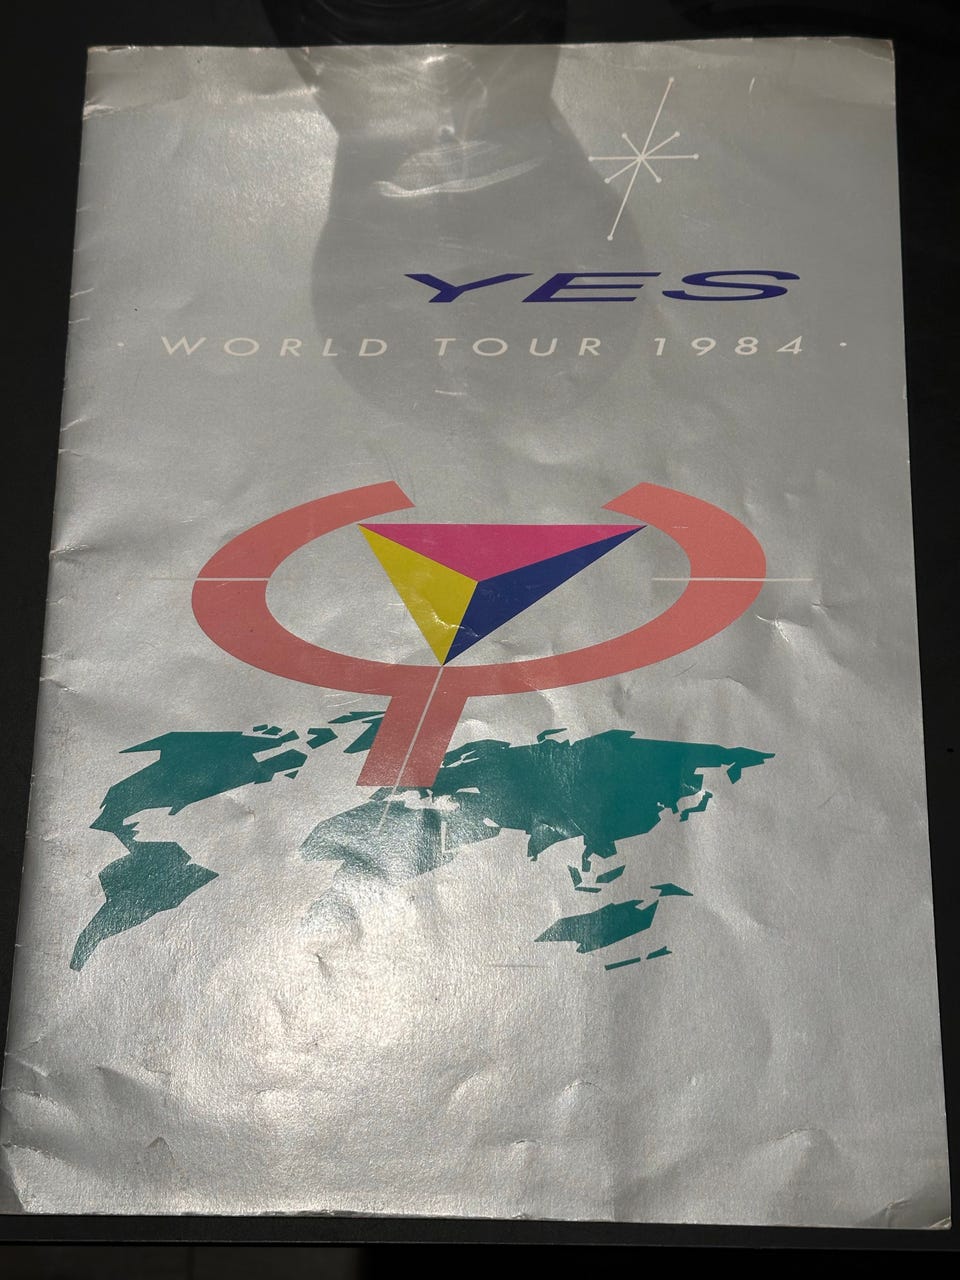 YES
· WORLD TOUR 1984 ·